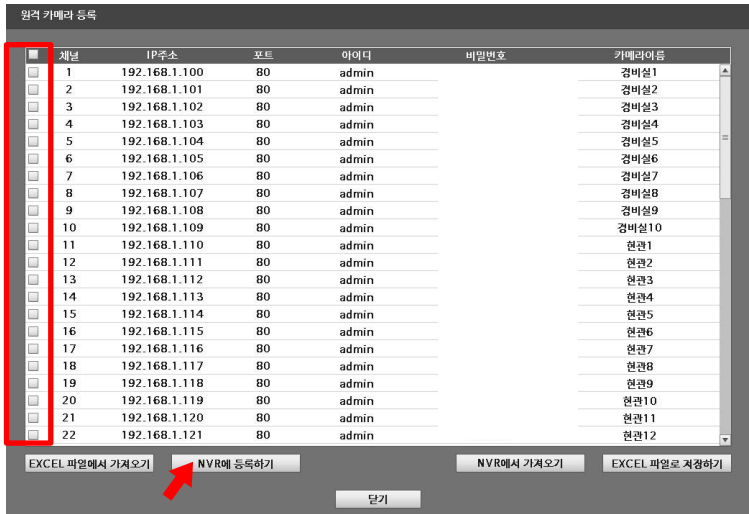 원격 카메라 등록
채널 IP주소 포트 아이디 비밀번호 카메라이름
1 192.168.1.100 80 admin 경비실1
2 192.168.1.101 80 admin 경비실2
3 192.168.1.102 80 admin 경비실3
4 192.168.1.103 80 admin 경비실4
5 192.168.1.104 80 admin 경비실5
6 192.168.1.105 80 admin 경비실6
7 192.168.1.106 80 admin 경비실7
8 192.168.1.107 80 admin 경비실8
9 192.168.1.108 80 admin 경비실9
10 192.168.1.109 80 admin 경비실10
11 192.168.1.110 80 admin 현관1
12 192.168.1.111 80 admin 현관2
13 192.168.1.112 80 admin 현관3
14 192.168.1.113 80 admin 현관4
15 192.168.1.114 80 admin 현관5
16 192.168.1.115 80 admin 현관6
17 192.168.1.116 80 admin 현관7
18 192.168.1.117 80 admin 현관8
19 192.168.1.118 80 admin 현관9
20 192.168.1.119 80 admin 현관10
21 192.168.1.120 80 admin 현관11
22 192.168.1.121 80 admin 현관12
EXCEL 파일에서 가져오기 NVR에 등록하기 NVR에서 가져오기 EXCEL 파일로 저장하기
닫기